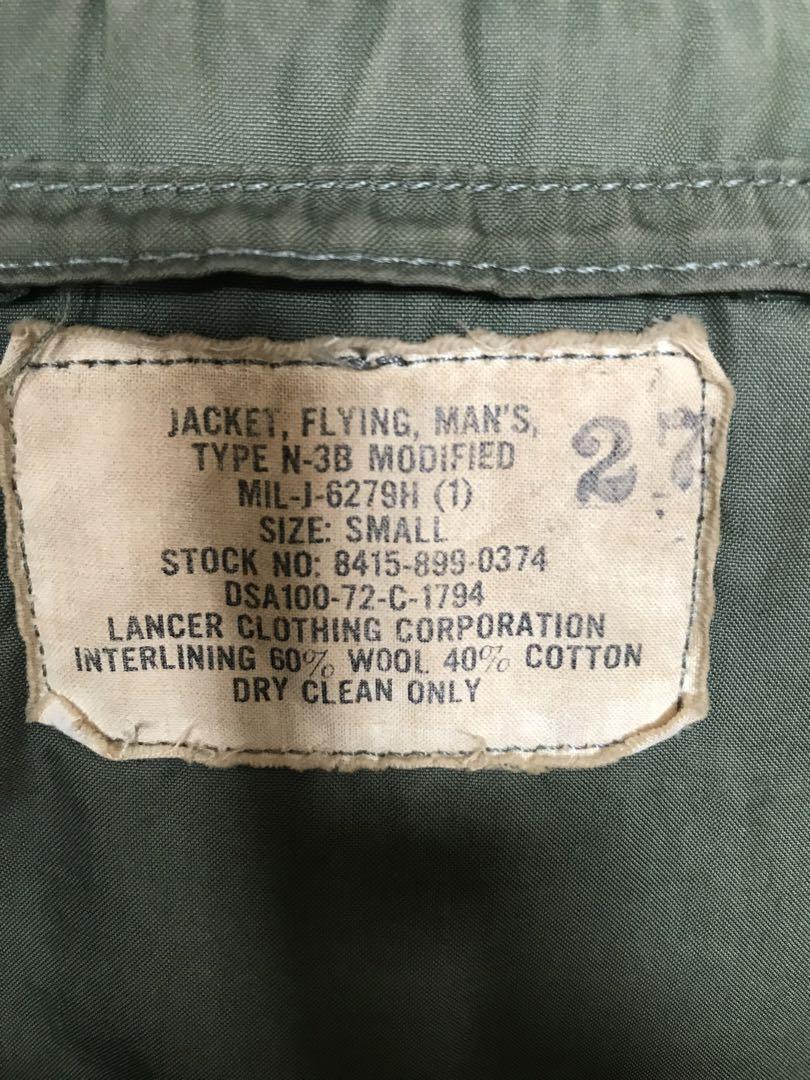 JACKET, FLYING, MAN'S,
TYPE N-3B MODIFIED
MIL-J-6279H (1)
SIZE: SMALL
STOCK NO: 8415-899-0374
DSA100-72-C-1794
LANCER CLOTHING CORPORATION
INTERLINING 60% WOOL 40% COTTON
DRY CLEAN ONLY
27